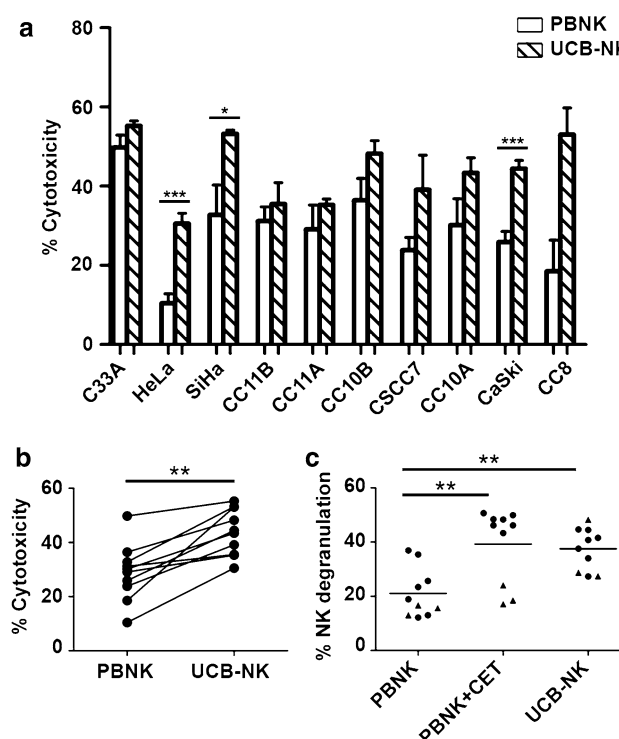 a
PBNK
UCB-NK
% Cytotoxicity
80
60
40
20
0
***
*
***
C33A
HeLa
SiHa
CC11B
CC11A
CC10B
CSCC7
CC10A
CaSki
CC8
b
**
% Cytotoxicity
60
40
20
0
PBNK
UCB-NK
c
**
**
% NK degranulation
60
40
20
0
PBNK
PBNK+CET
UCB-NK